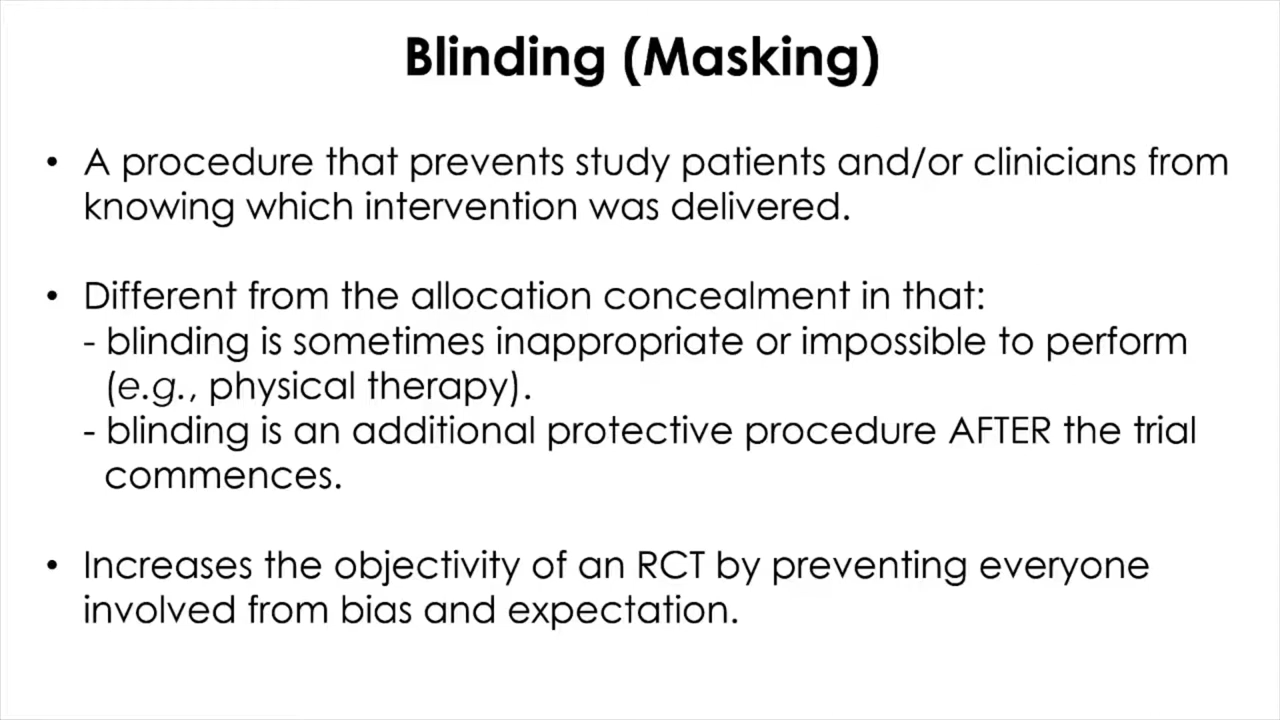 Blinding (Masking)
• A procedure that prevents study patients and/or clinicians from
knowing which intervention was delivered.
• Different from the allocation concealment in that:
- blinding is sometimes inappropriate or impossible to perform
(e.g., physical therapy).
- blinding is an additional protective procedure AFTER the trial
commences.
• Increases the objectivity of an RCT by preventing everyone
involved from bias and expectation.